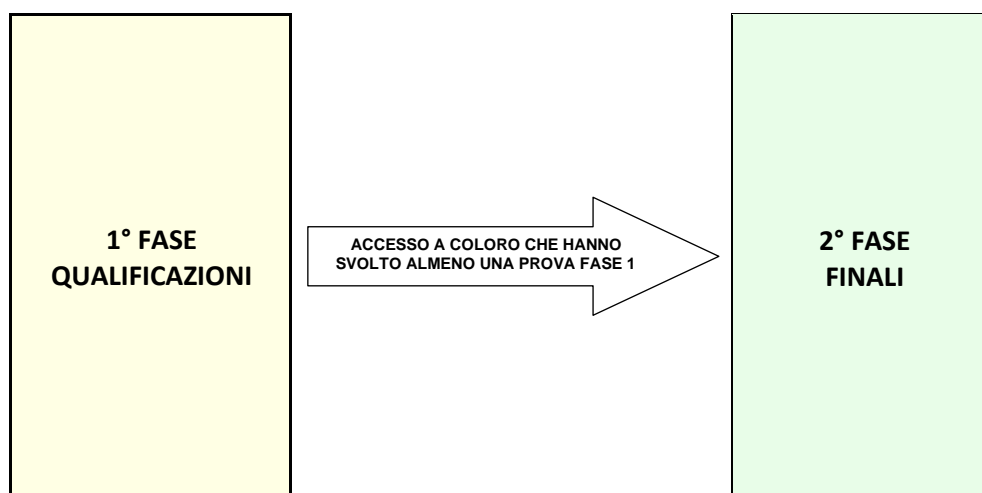 1° FASE
QUALIFICAZIONI
ACCESSO A COLORO CHE HANNO
SVOLTO ALMENO UNA PROVA FASE 1
2° FASE
FINALI